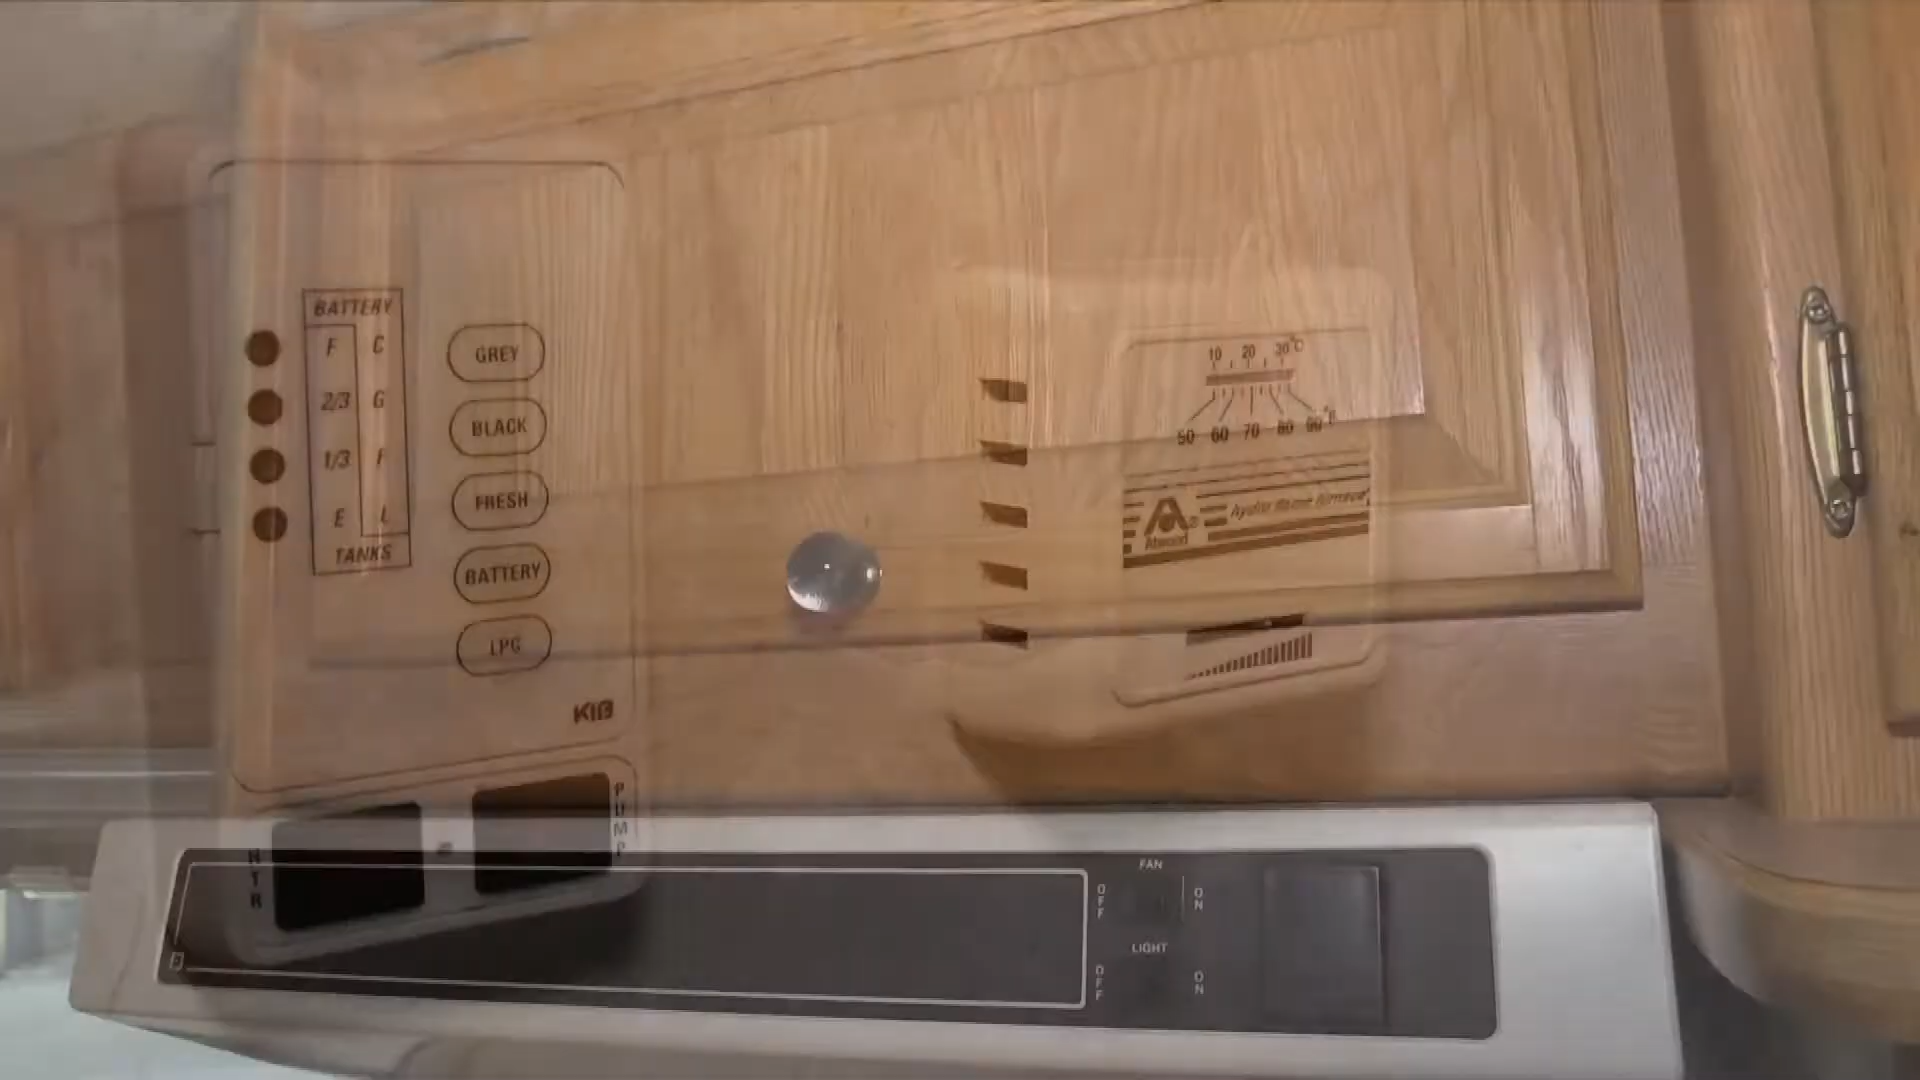 BATTERY
F C
2/3 G
1/3 F
E L
TANKS
GREY
BLACK
FRESH
BATTERY
LPG
KIB
HTR
PUMP
10 20 30°C
50 60 70 80 90°F
Atwood
FAN
OFF ON
LIGHT
OFF ON